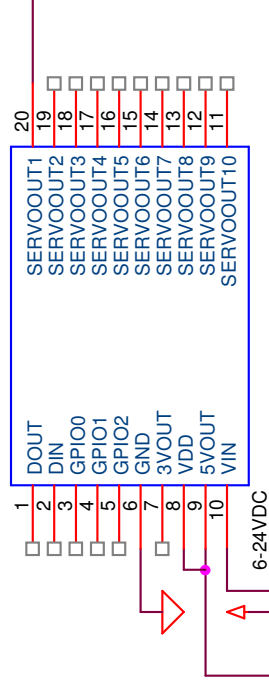 20
19
18
17
16
15
14
13
12
11
SERVOOUT1
SERVOOUT2
SERVOOUT3
SERVOOUT4
SERVOOUT5
SERVOOUT6
SERVOOUT7
SERVOOUT8
SERVOOUT9
SERVOOUT10
DOUT
DIN
GPIO0
GPIO1
GPIO2
GND
3VOUT
VDD
5VOUT
VIN
1
2
3
4
5
6
7
8
9
10
6-24VDC